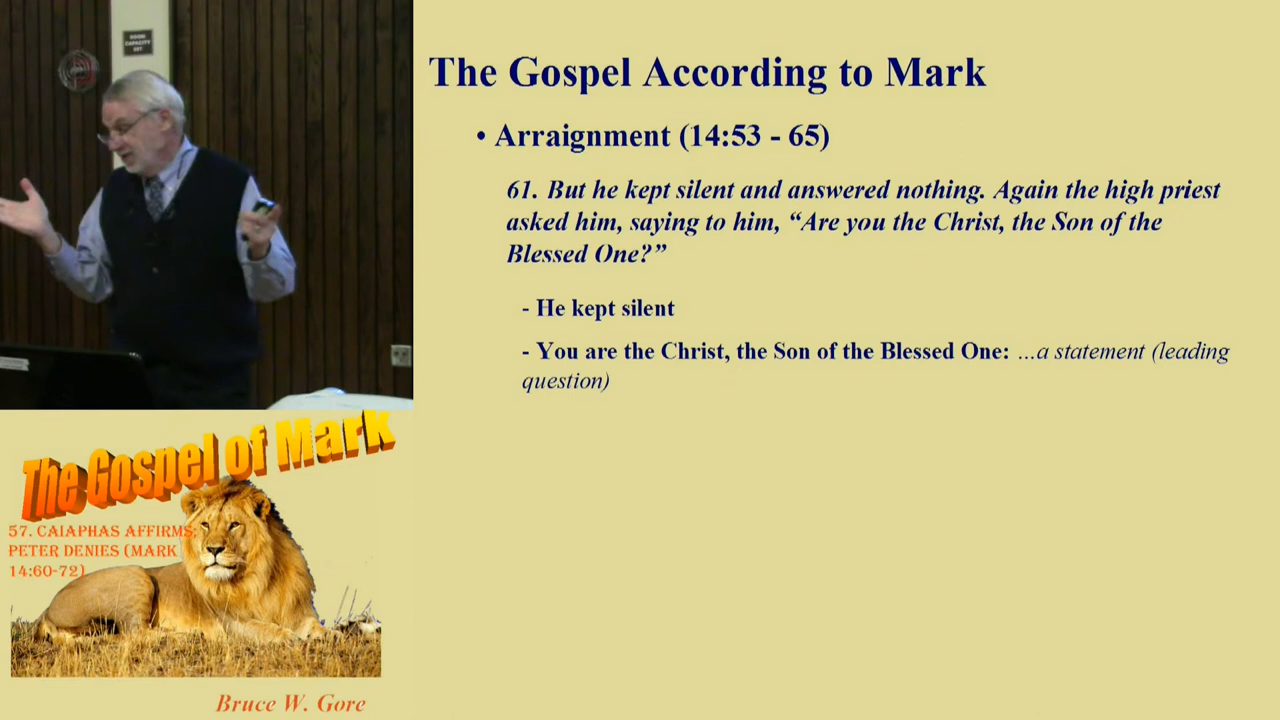 ROOM
CAPACITY
287
The Gospel According to Mark
• Arraignment (14:53 - 65)
61. But he kept silent and answered nothing. Again the high priest
asked him, saying to him, “Are you the Christ, the Son of the
Blessed One?”
- He kept silent
- You are the Christ, the Son of the Blessed One: ...a statement (leading
question)
The Gospel of Mark
57. CAIAPHAS AFFIRMS;
PETER DENIES (MARK
14:60-72)
Bruce W. Gore